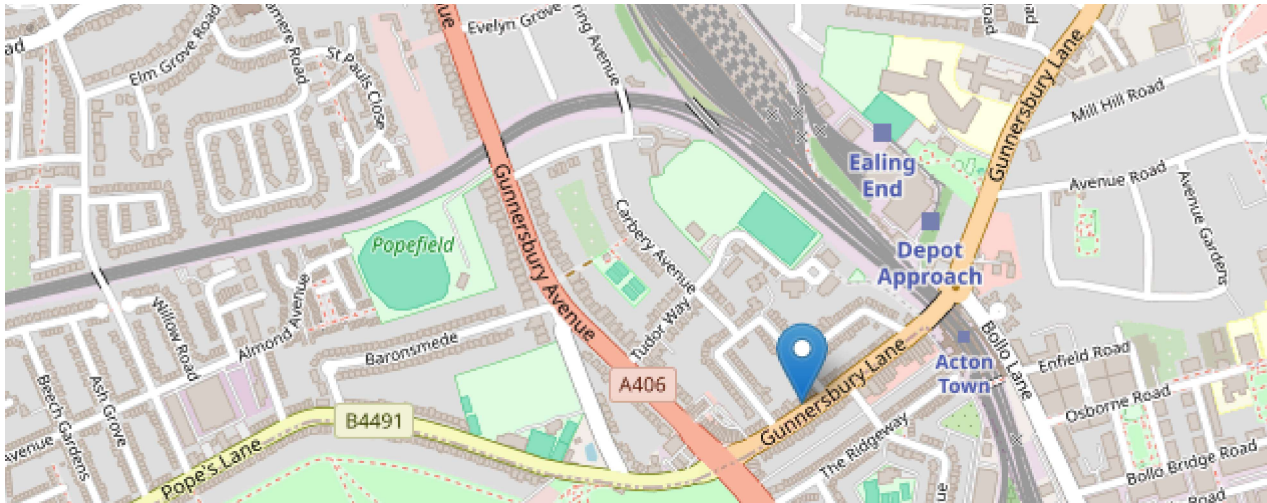 Elm Grove Road
St Pauls Close
Evelyn Grove
Gunnersbury Lane
Mill Hill Road
Ealing
End
Avenue Road
Avenue Gardens
Gunnersbury Avenue
Carbery Avenue
Popefield
Depot
Approach
Willow Road
Almond Avenue
Tudor Way
Baronsmede
Bollo Lane
Acton
Town
Enfield Road
Osborne Road
Gunnersbury Lane
A406
B4491
Beech Gardens
Ash Grove
Avenue
Pope's Lane
The Ridgeway
Bollo Bridge Road
Road